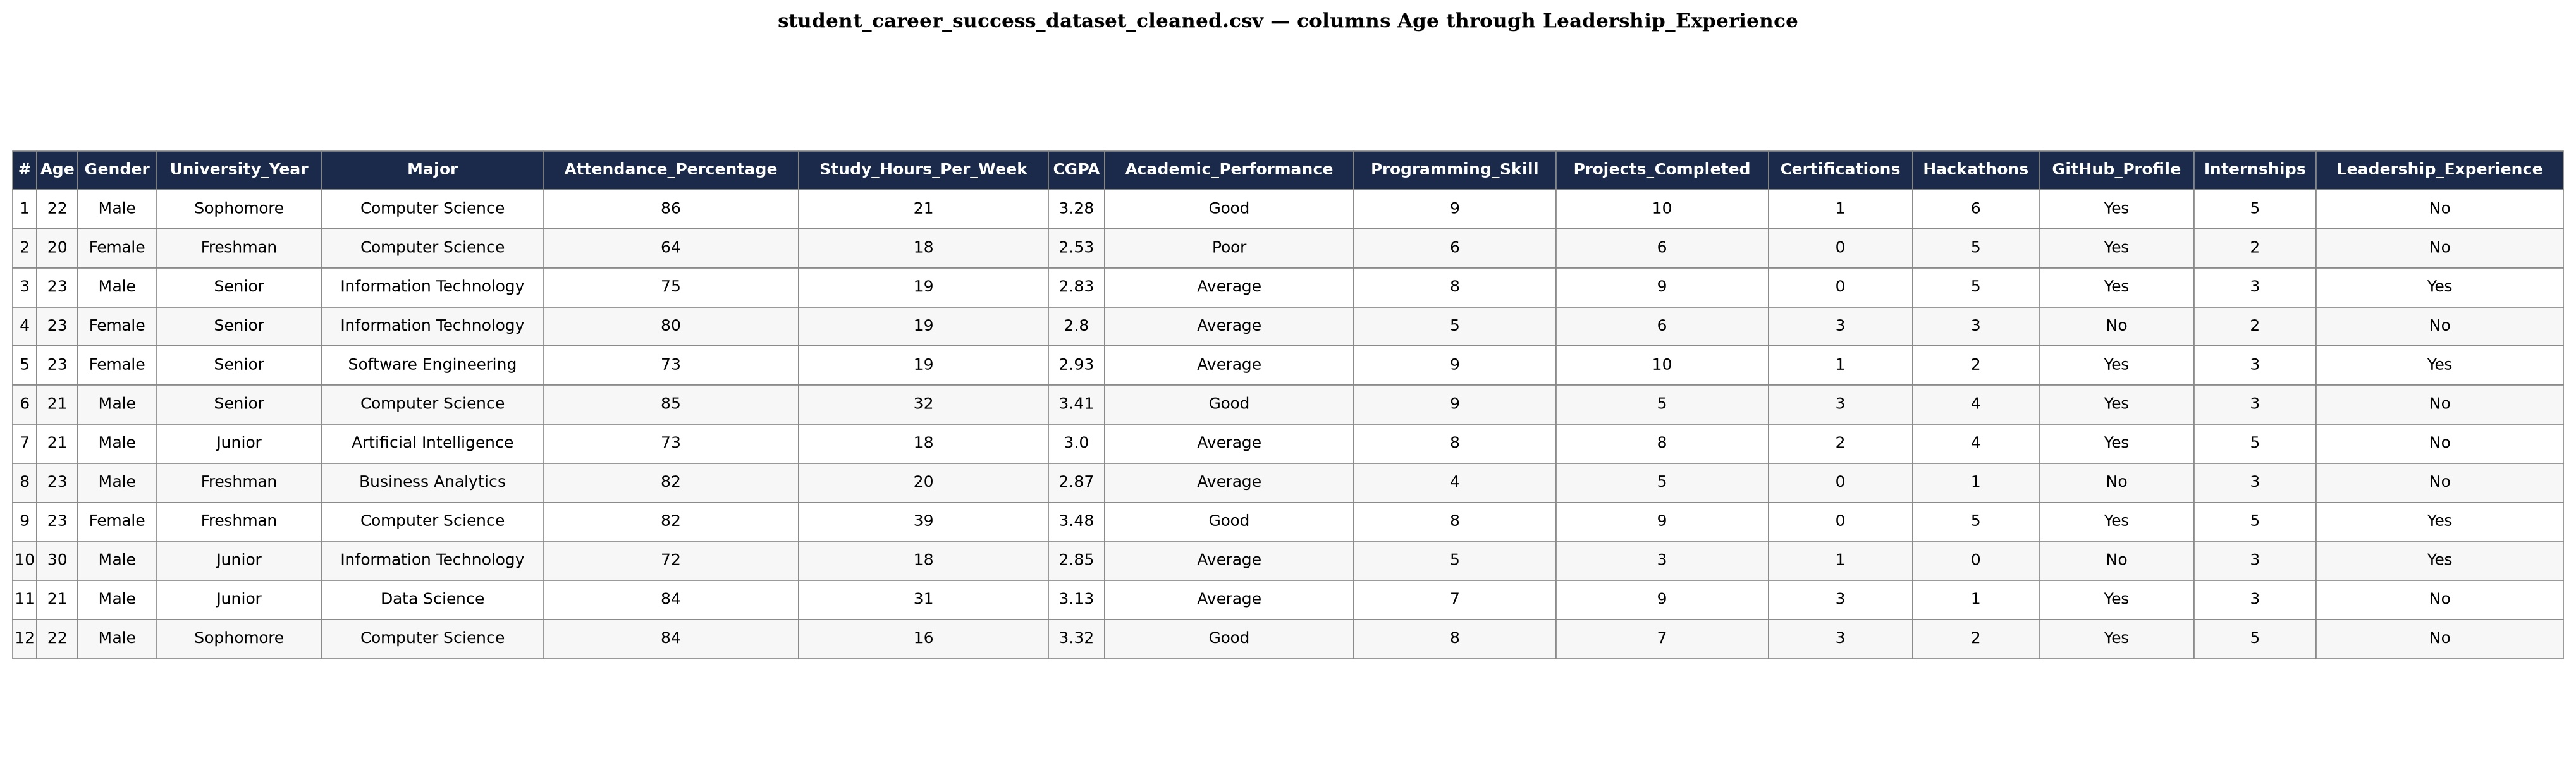 student_career_success_dataset_cleaned.csv — columns Age through Leadership_Experience
# Age Gender University_Year Major Attendance_Percentage Study_Hours_Per_Week CGPA Academic_Performance Programming_Skill Projects_Completed Certifications Hackathons GitHub_Profile Internships Leadership_Experience
1 22 Male Sophomore Computer Science 86 21 3.28 Good 9 10 1 6 Yes 5 No
2 20 Female Freshman Computer Science 64 18 2.53 Poor 6 6 0 5 Yes 2 No
3 23 Male Senior Information Technology 75 19 2.83 Average 8 9 0 5 Yes 3 Yes
4 23 Female Senior Information Technology 80 19 2.8 Average 5 6 3 3 No 2 No
5 23 Female Senior Software Engineering 73 19 2.93 Average 9 10 1 2 Yes 3 Yes
6 21 Male Senior Computer Science 85 32 3.41 Good 9 5 3 4 Yes 3 No
7 21 Male Junior Artificial Intelligence 73 18 3.0 Average 8 8 2 4 Yes 5 No
8 23 Male Freshman Business Analytics 82 20 2.87 Average 4 5 0 1 No 3 No
9 23 Female Freshman Computer Science 82 39 3.48 Good 8 9 0 5 Yes 5 Yes
10 30 Male Junior Information Technology 72 18 2.85 Average 5 3 1 0 No 3 Yes
11 21 Male Junior Data Science 84 31 3.13 Average 7 9 3 1 Yes 3 No
12 22 Male Sophomore Computer Science 84 16 3.32 Good 8 7 3 2 Yes 5 No